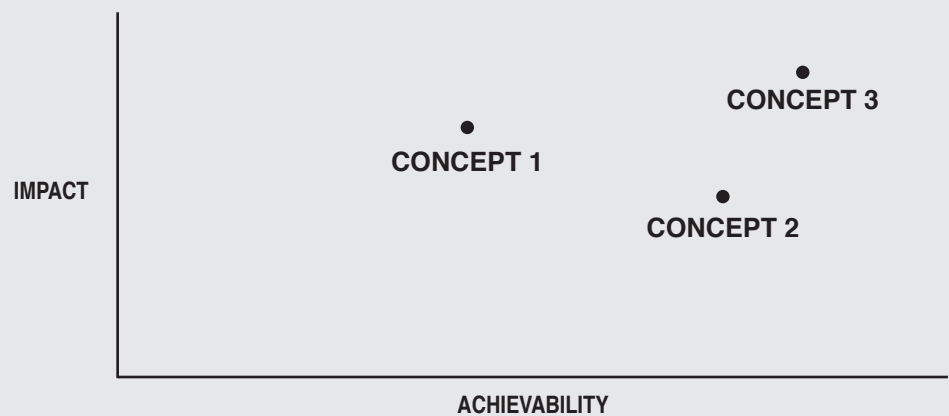 CONCEPT 3
CONCEPT 1
IMPACT
CONCEPT 2
ACHIEVABILITY